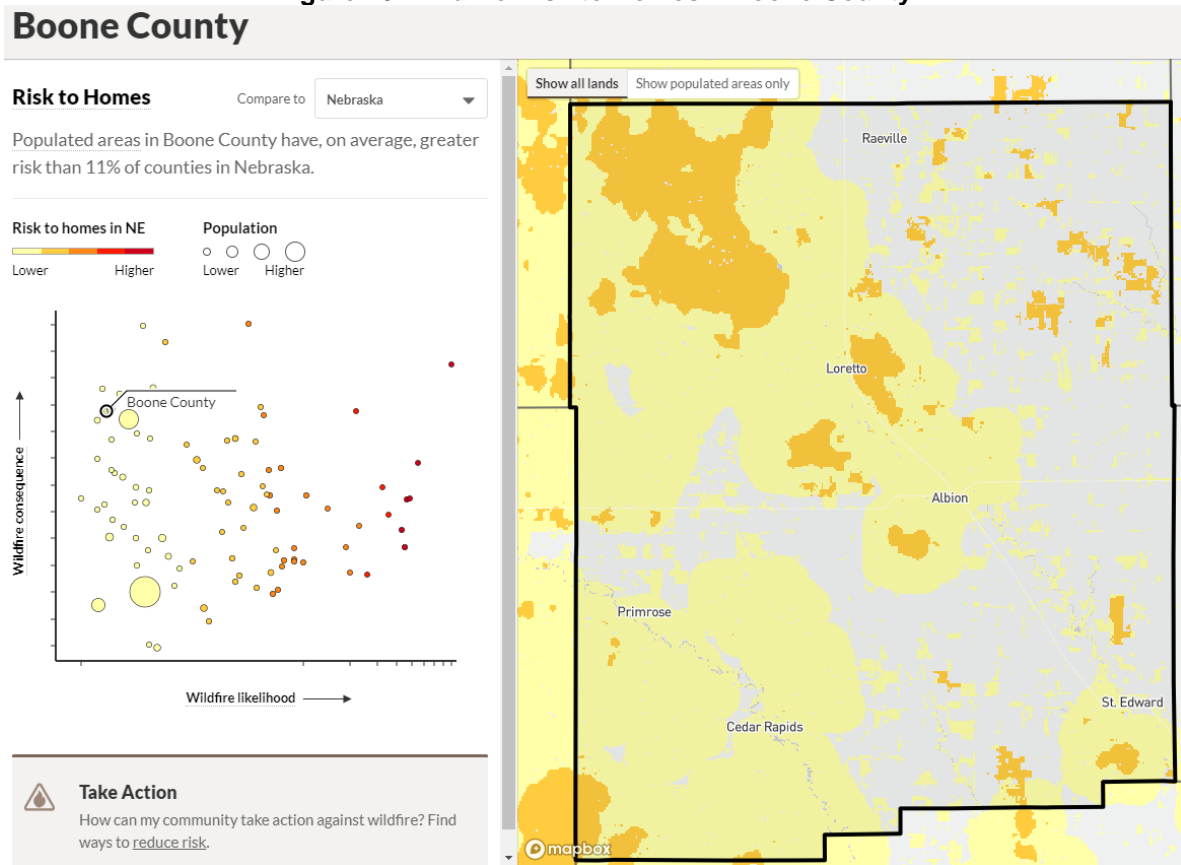 Boone County
Risk to Homes
Compare to
Nebraska
Populated areas in Boone County have, on average, greater
risk than 11% of counties in Nebraska.
Risk to homes in NE
Lower
Higher
Population
Lower
Higher
Boone County
Wildfire consequence
Wildfire likelihood
Take Action
How can my community take action against wildfire? Find
ways to reduce risk.
Show all lands
Show populated areas only
Raeville
Loretto
Albion
Primrose
St. Edward
Cedar Rapids
mapbox